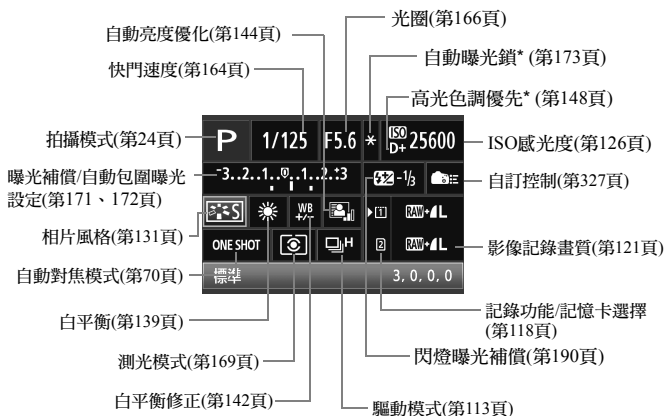 光圈(第166頁)
自動亮度優化(第144頁)
自動曝光鎖* (第173頁)
快門速度(第164頁)
高光色調優先* (第148頁)
拍攝模式(第24頁)
P 1/125 F5.6 * ISO D+ 25600
ISO感光度(第126頁)
曝光補償/自動包圍曝光
設定(第171、172頁)
-3..2..1..0..1..2..+3
-1/3
自訂控制(第327頁)
相片風格(第131頁)
S WB +/- 1 RAW+L
ONE SHOT H 2 RAW+L
影像記錄畫質(第121頁)
自動對焦模式(第70頁)
標準 3, 0, 0, 0
白平衡(第139頁)
記錄功能/記憶卡選擇
(第118頁)
測光模式(第169頁)
閃燈曝光補償(第190頁)
白平衡修正(第142頁)
驅動模式(第113頁)